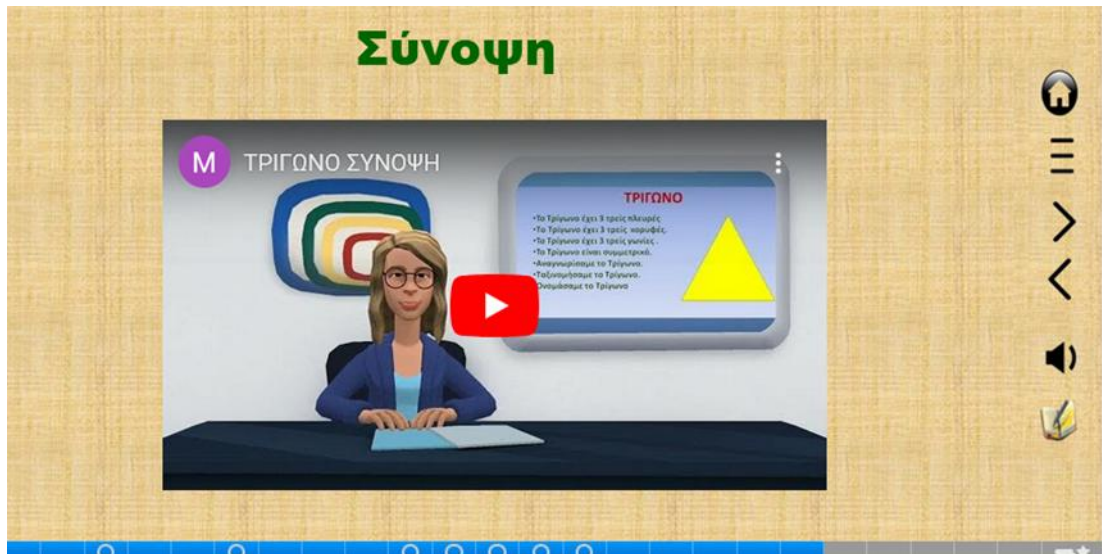 Σύνοψη
M ΤΡΙΓΩΝΟ ΣΥΝΟΨΗ
ΤΡΙΓΩΝΟ
•Το Τρίγωνο έχει 3 τρείς πλευρές
•Το Τρίγωνο έχει 3 τρείς κορυφές.
•Το Τρίγωνο έχει 3 τρείς γωνίες .
•Το Τρίγωνο είναι συμμετρικό.
•Αναγνωρίσαμε το Τρίγωνο.
•Ταξινομήσαμε το Τρίγωνο.
•Ονομάσαμε το Τρίγωνο